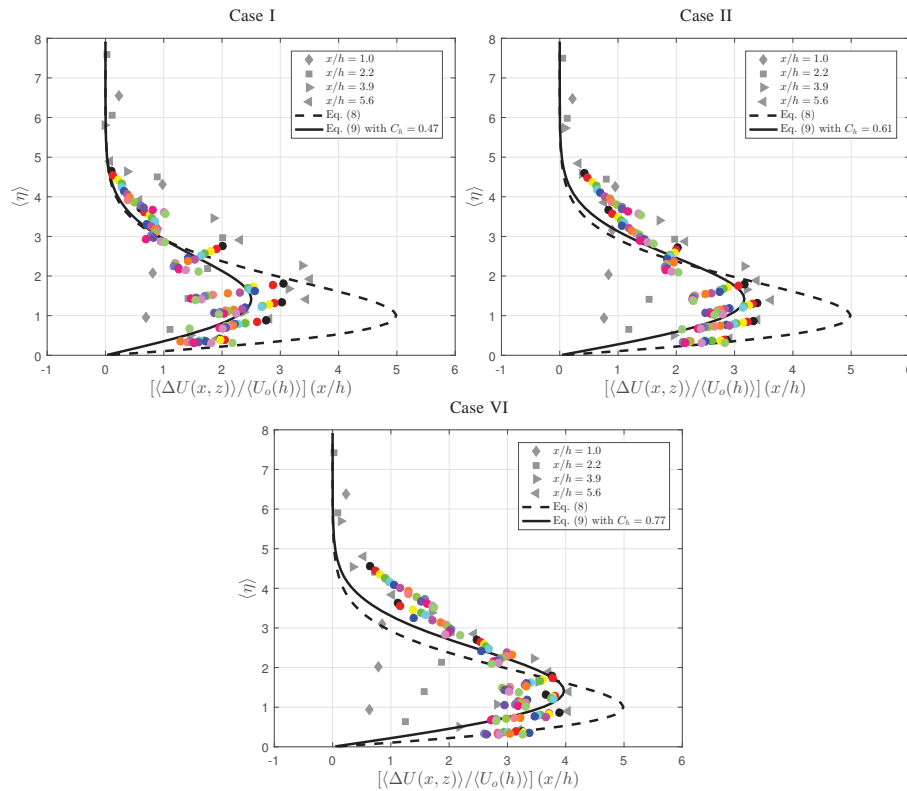 Case I
8
7
6
5
4
3
2
1
0
⟨η⟩
x/h = 1.0
x/h = 2.2
x/h = 3.9
x/h = 5.6
Eq. (8)
Eq. (9) with C_h = 0.47
-1 0 1 2 3 4 5 6
[⟨ΔU(x, z)⟩/⟨U_o(h)⟩] (x/h)
Case II
8
7
6
5
4
3
2
1
0
⟨η⟩
x/h = 1.0
x/h = 2.2
x/h = 3.9
x/h = 5.6
Eq. (8)
Eq. (9) with C_h = 0.61
-1 0 1 2 3 4 5 6
[⟨ΔU(x, z)⟩/⟨U_o(h)⟩] (x/h)
Case VI
8
7
6
5
4
3
2
1
0
⟨η⟩
x/h = 1.0
x/h = 2.2
x/h = 3.9
x/h = 5.6
Eq. (8)
Eq. (9) with C_h = 0.77
-1 0 1 2 3 4 5 6
[⟨ΔU(x, z)⟩/⟨U_o(h)⟩] (x/h)